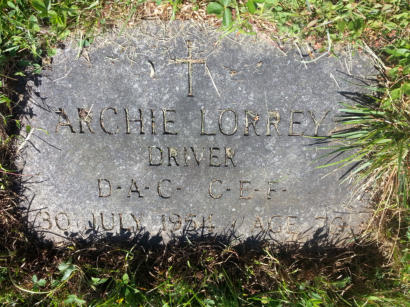 ARCHIE LORREY
DRIVER
D-A-C- C-E-F-
30 JULY AGE